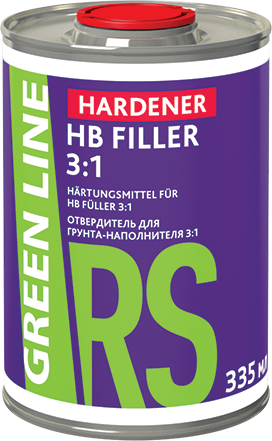 GREEN LINE
HARDENER
HB FILLER
3:1
HÄRTUNGSMITTEL FÜR
HB FÜLLER 3:1
ОТВЕРДИТЕЛЬ ДЛЯ
ГРУНТА-НАПОЛНИТЕЛЯ 3:1
RS
335 мл